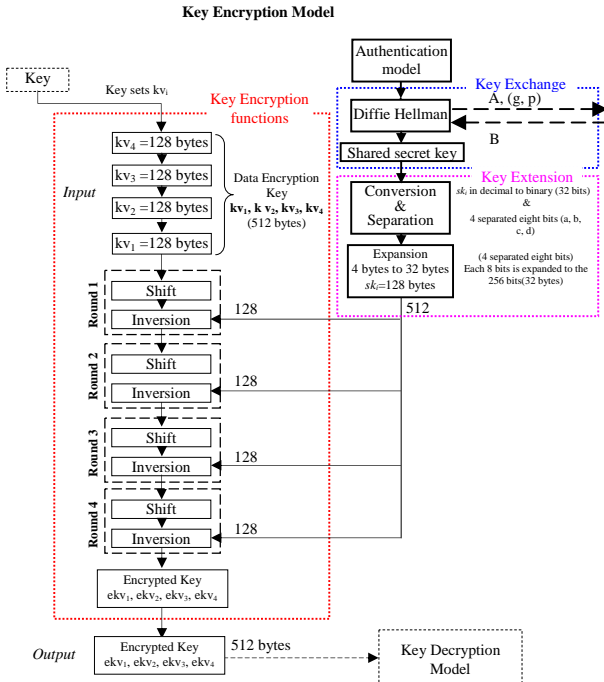 Key Encryption Model
Key
Key sets kvᵢ
Key Encryption
functions
Input
kv₄ =128 bytes
kv₃ =128 bytes
kv₂ =128 bytes
kv₁ =128 bytes
Data Encryption
Key
kv₁, k v₂, kv₃, kv₄
(512 bytes)
Authentication
model
Key Exchange
A, (g, p)
Diffie Hellman
B
Shared secret key
Key Extension
Conversion
&
Separation
skᵢ in decimal to binary (32 bits)
&
4 separated eight bits (a, b,
c, d)
Expansion
4 bytes to 32 bytes
skᵢ=128 bytes
(4 separated eight bits)
Each 8 bits is expanded to the
256 bits(32 bytes)
512
Round 1
Shift
Inversion
128
Round 2
Shift
Inversion
128
Round 3
Shift
Inversion
128
Round 4
Shift
Inversion
128
Encrypted Key
ekv₁, ekv₂, ekv₃, ekv₄
Output
Encrypted Key
ekv₁, ekv₂, ekv₃, ekv₄
512 bytes
Key Decryption
Model